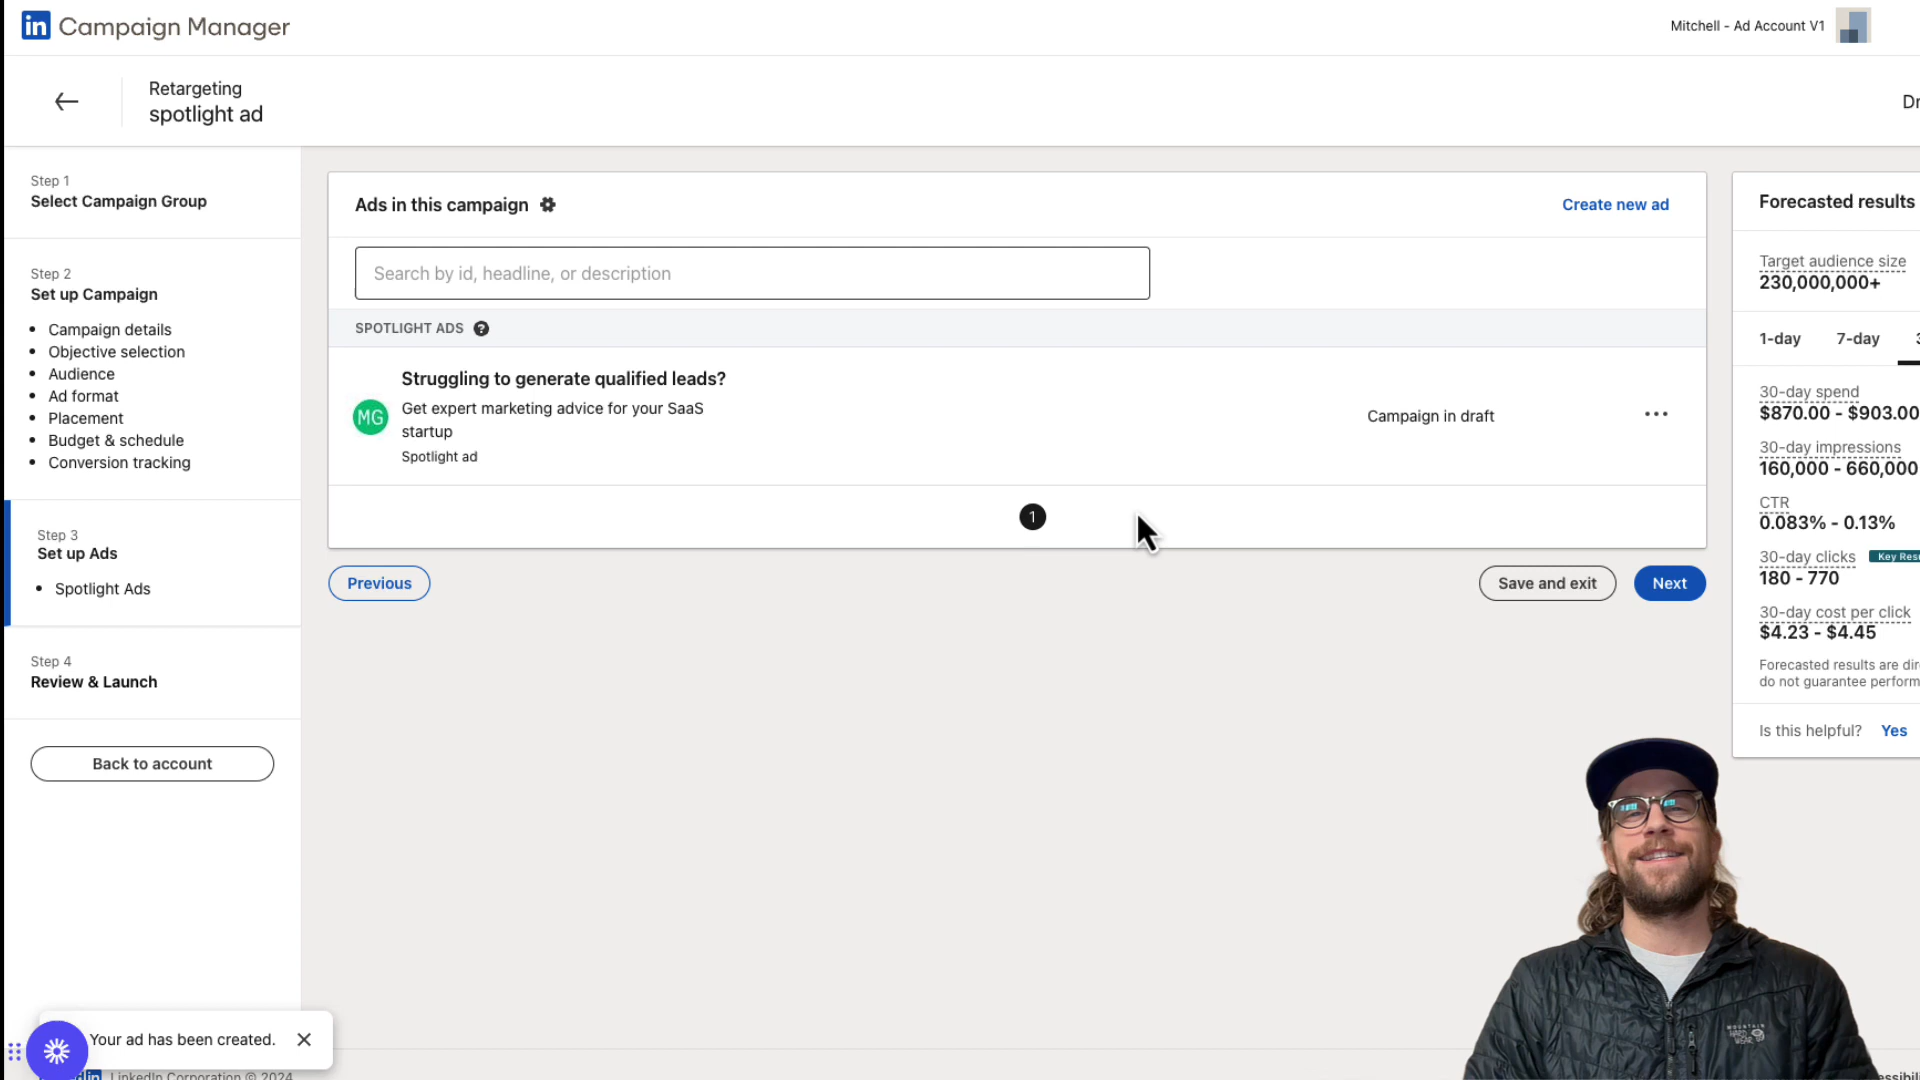 in Campaign Manager
Mitchell - Ad Account V1
Retargeting
spotlight ad
Step 1
Select Campaign Group
Step 2
Set up Campaign
Campaign details
Objective selection
Audience
Ad format
Placement
Budget & schedule
Conversion tracking
Step 3
Set up Ads
Spotlight Ads
Step 4
Review & Launch
Back to account
Ads in this campaign
Create new ad
Search by id, headline, or description
SPOTLIGHT ADS ?
MG
Struggling to generate qualified leads?
Get expert marketing advice for your SaaS
startup
Spotlight ad
Campaign in draft
1
Previous
Save and exit
Next
Forecasted results
Target audience size
230,000,000+
1-day 7-day
30-day spend
$870.00 - $903.00
30-day impressions
160,000 - 660,000
CTR
0.083% - 0.13%
30-day clicks Key
180 - 770
30-day cost per click
$4.23 - $4.45
Forecasted results are
do not guarantee
Is this helpful? Yes
Your ad has been created.
LinkedIn Corporation © 2024
MOUNTAIN
HARD
WEAR